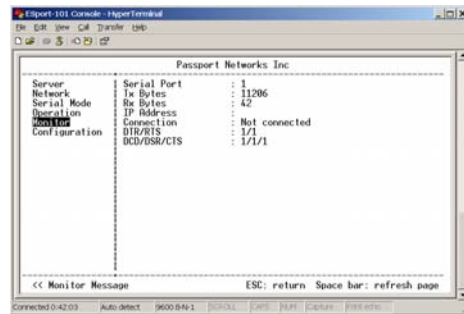 ESport-101 Console - HyperTerminal
File Edit View Call Transfer Help
Passport Networks Inc
Server
Network
Serial Mode
Operation
Monitor
Configuration
Serial Port : 1
Tx Bytes : 11206
Rx Bytes : 42
IP Address :
Connection : Not connected
DTR/RTS : 1/1
DCD/DSR/CTS : 1/1/1
<< Monitor Message ESC: return Space bar: refresh page
Connected 0:42:03 Auto detect 9600 8-N-1 SCROLL CAPS NUM Capture Print echo